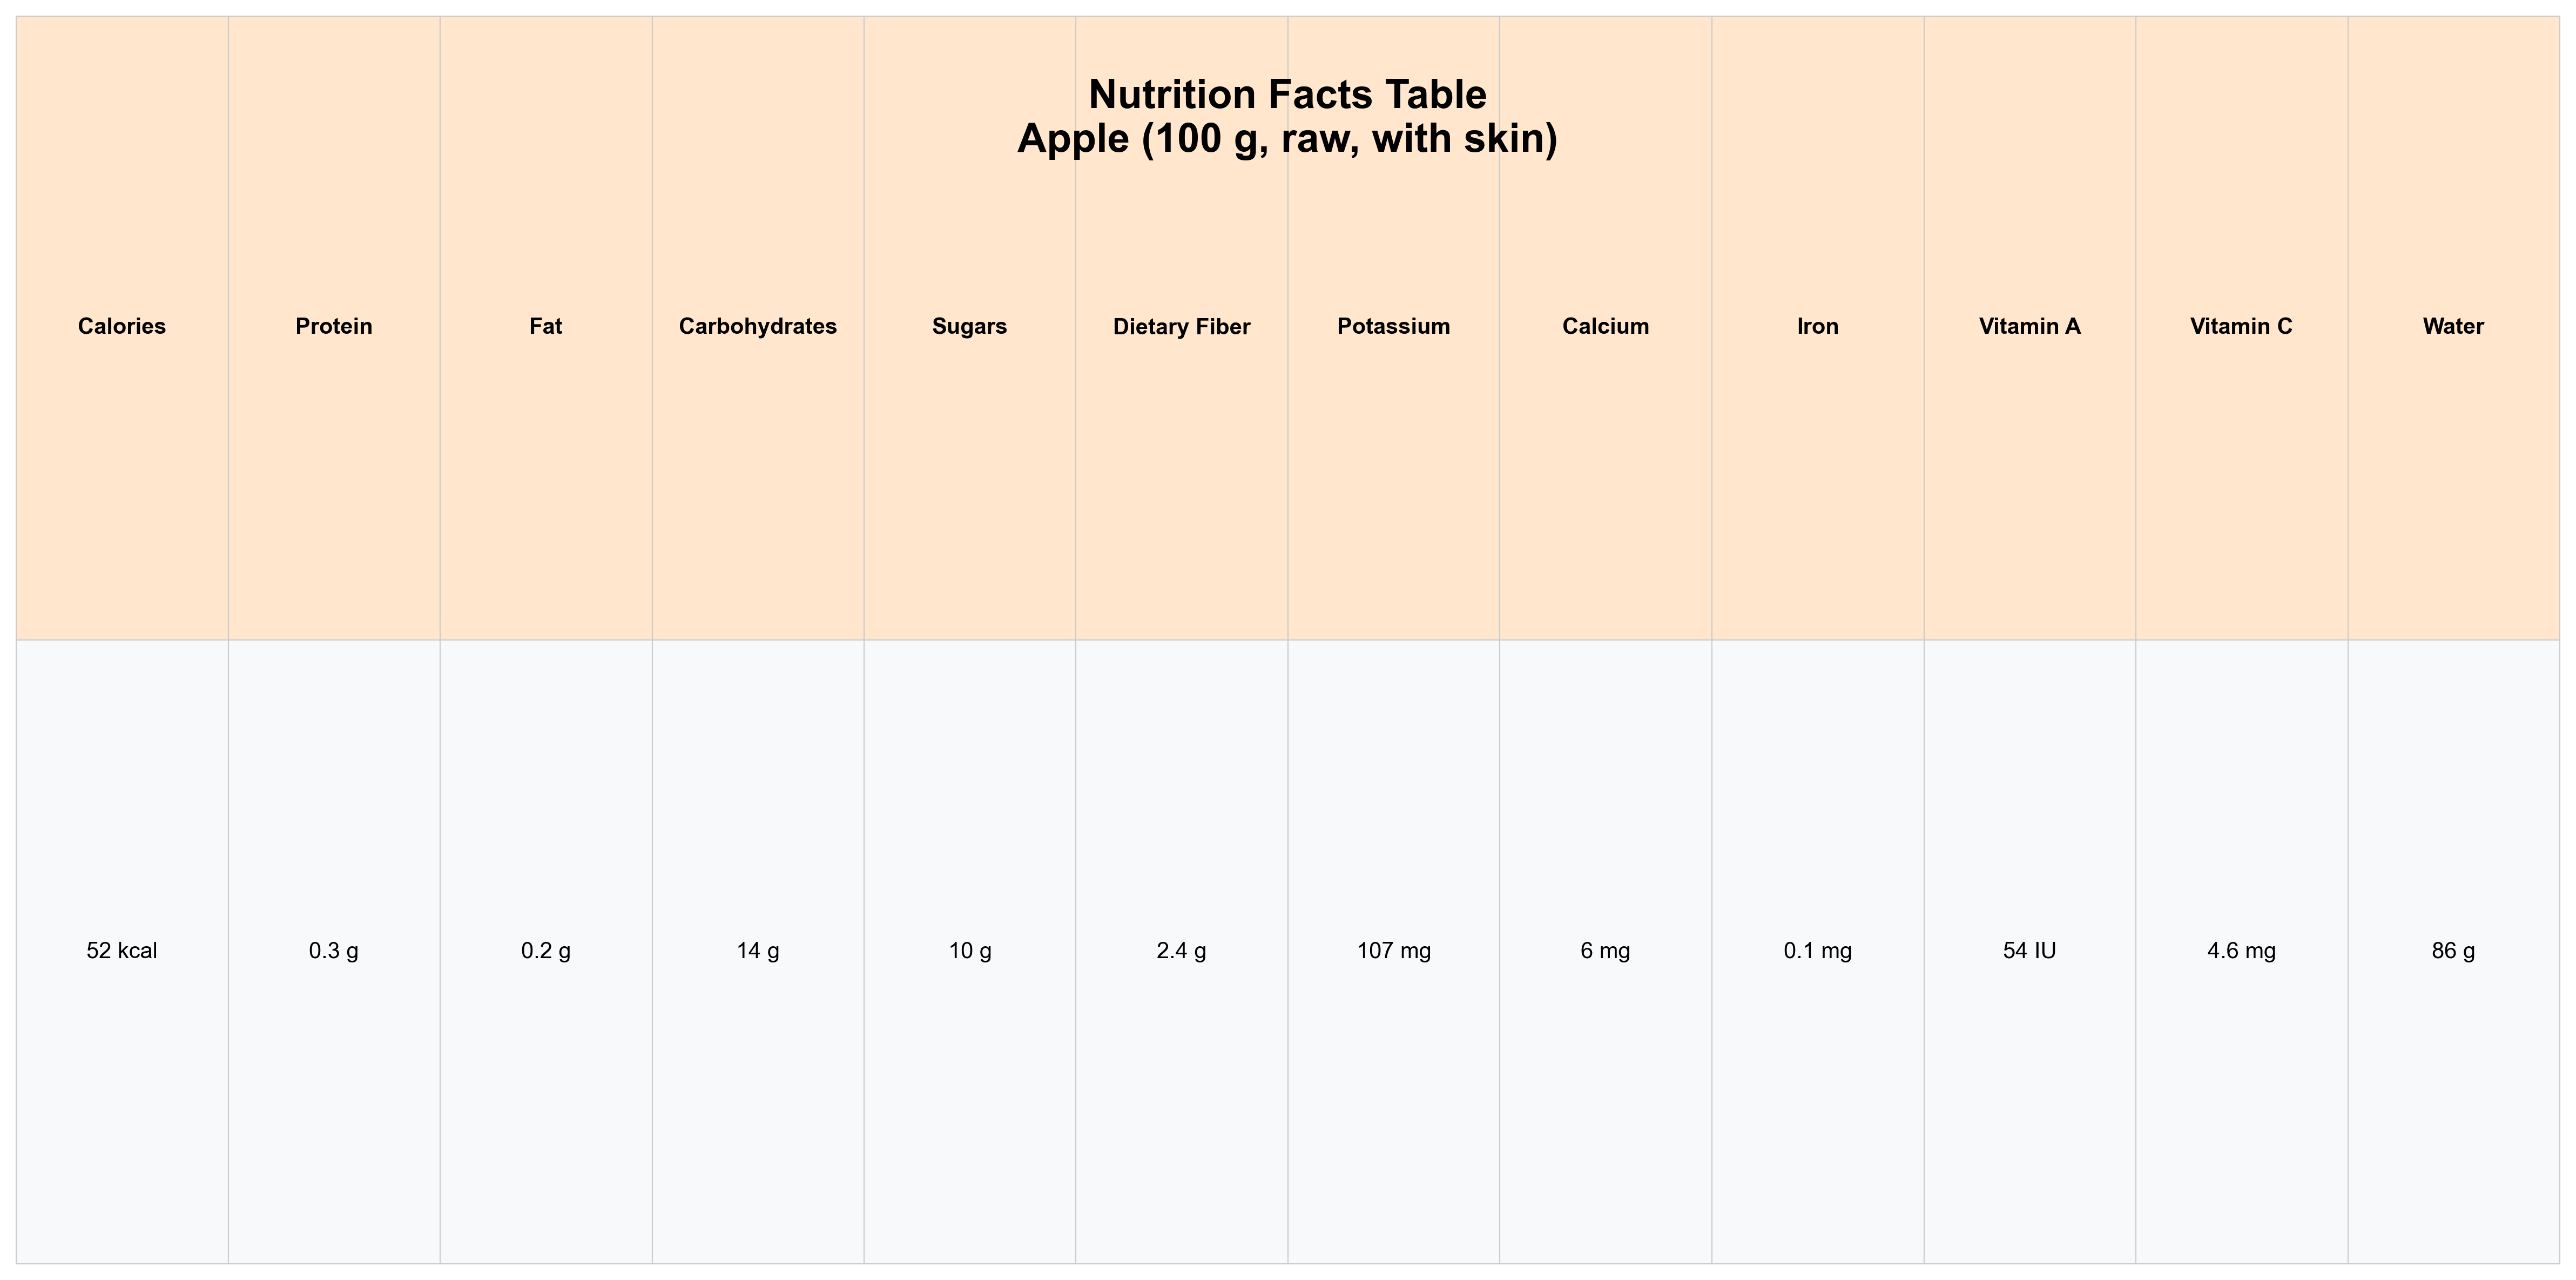 Nutrition Facts Table
Apple (100 g, raw, with skin)
Calories Protein Fat Carbohydrates Sugars Dietary Fiber Potassium Calcium Iron Vitamin A Vitamin C Water
52 kcal 0.3 g 0.2 g 14 g 10 g 2.4 g 107 mg 6 mg 0.1 mg 54 IU 4.6 mg 86 g